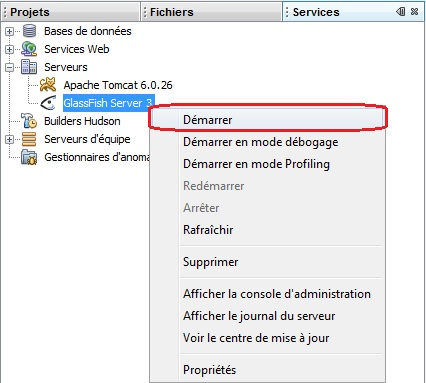 Projets Fichiers Services
Bases de données
Services Web
Serveurs
Apache Tomcat 6.0.26
GlassFish Server 3
Builders Hudson
Serveurs d'équipe
Gestionnaires d'anoma
Démarrer
Démarrer en mode débogage
Démarrer en mode Profiling
Redémarrer
Arrêter
Rafraîchir
Supprimer
Afficher la console d'administration
Afficher le journal du serveur
Voir le centre de mise à jour
Propriétés